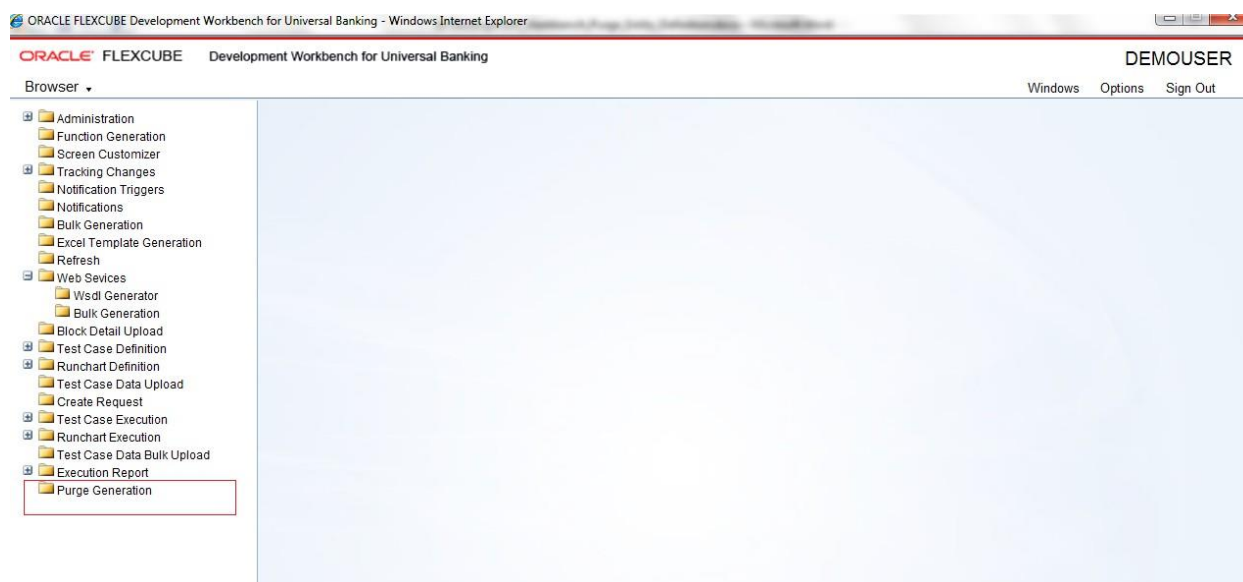 ORACLE FLEXCUBE Development Workbench for Universal Banking - Windows Internet Explorer
ORACLE FLEXCUBE Development Workbench for Universal Banking
DEMOUSER
Browser
Windows Options Sign Out
Administration
Function Generation
Screen Customizer
Tracking Changes
Notification Triggers
Notifications
Bulk Generation
Excel Template Generation
Refresh
Web Sevices
Wsdl Generator
Bulk Generation
Block Detail Upload
Test Case Definition
Runchart Definition
Test Case Data Upload
Create Request
Test Case Execution
Runchart Execution
Test Case Data Bulk Upload
Execution Report
Purge Generation